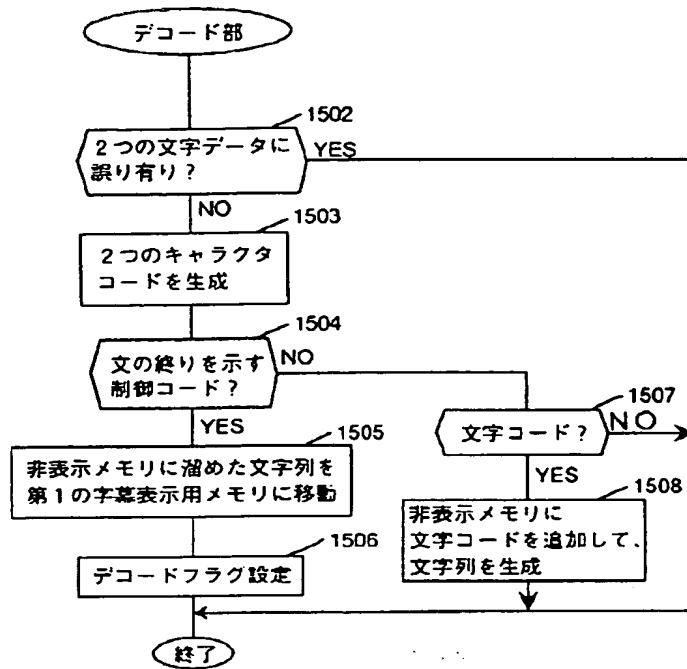 デコード部
1502
2つの文字データに
誤り有り?
YES
NO
1503
2つのキャラクタ
コードを生成
1504
文の終りを示す
制御コード?
NO
YES
1507
文字コード?
NO
YES
1505
非表示メモリに溜めた文字列を
第1の字幕表示用メモリに移動
1508
非表示メモリに
文字コードを追加して、
文字列を生成
1506
デコードフラグ設定
終了